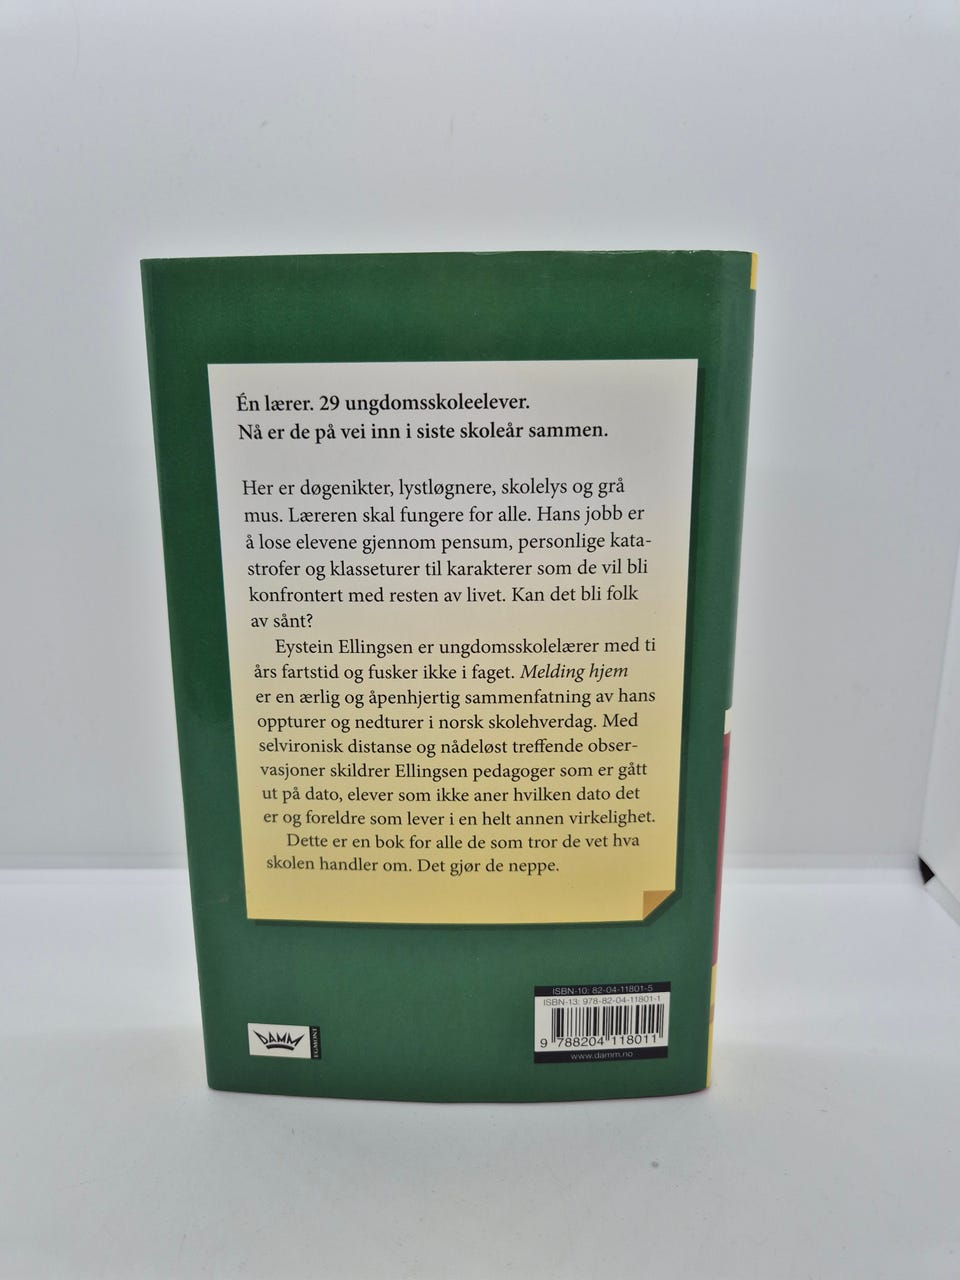 Én lærer. 29 ungdomsskoleelever.
Nå er de på vei inn i siste skoleår sammen.
Her er døgenikter, lystløgnere, skolelys og grå
mus. Læreren skal fungere for alle. Hans jobb er
å lose elevene gjennom pensum, personlige kata-
strofer og klasseturer til karakterer som de vil bli
konfrontert med resten av livet. Kan det bli folk
av sånt?
Eystein Ellingsen er ungdomsskolelærer med ti
års fartstid og fusker ikke i faget. Melding hjem
er en ærlig og åpenhjertig sammenfatning av hans
oppturer og nedturer i norsk skolehverdag. Med
selvironisk distanse og nådeløst treffende obser-
vasjoner skildrer Ellingsen pedagoger som er gått
ut på dato, elever som ikke aner hvilken dato det
er og foreldre som lever i en helt annen virkelighet.
Dette er en bok for alle de som tror de vet hva
skolen handler om. Det gjør de neppe.
DAMM
EGMONT
ISBN-10: 82-04-11801-5
ISBN-13: 978-82-04-11801-1
9 788204 118011
www.damm.no